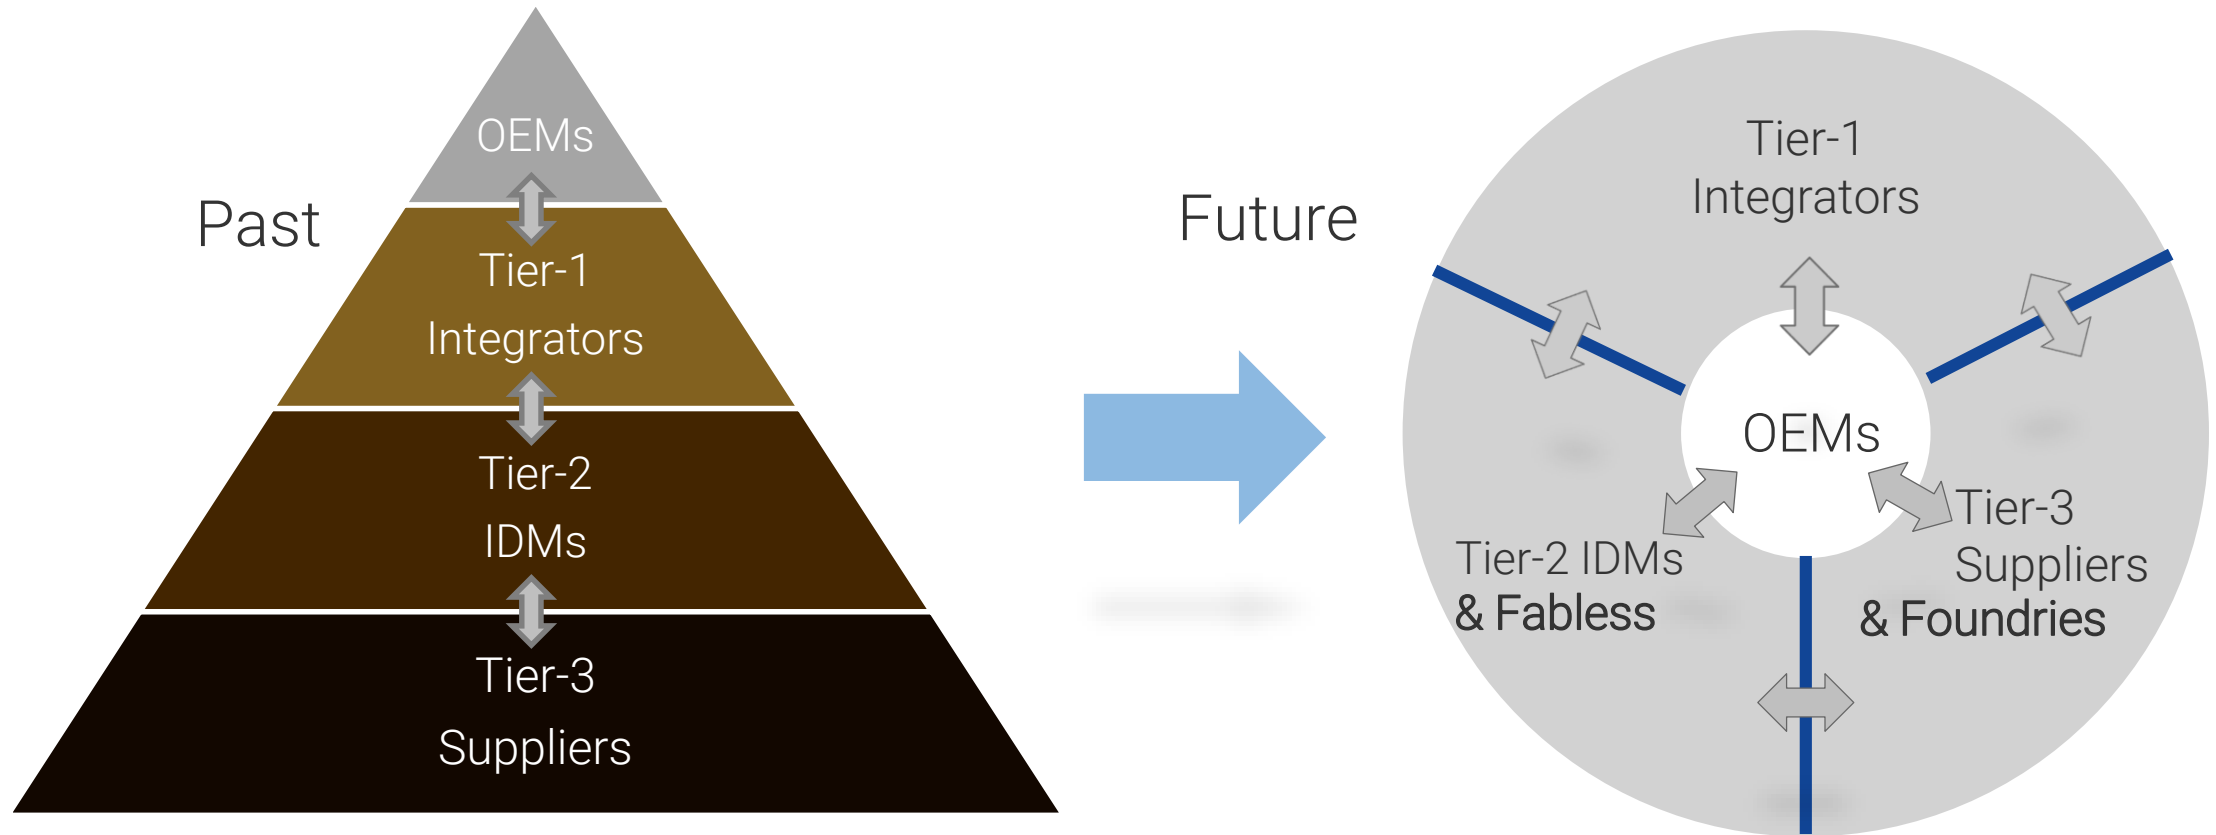 Past
OEMs
Tier-1
Integrators
Tier-2
IDMs
Tier-3
Suppliers
Future
Tier-1
Integrators
OEMs
Tier-2 IDMs
& Fabless
Tier-3
Suppliers
& Foundries